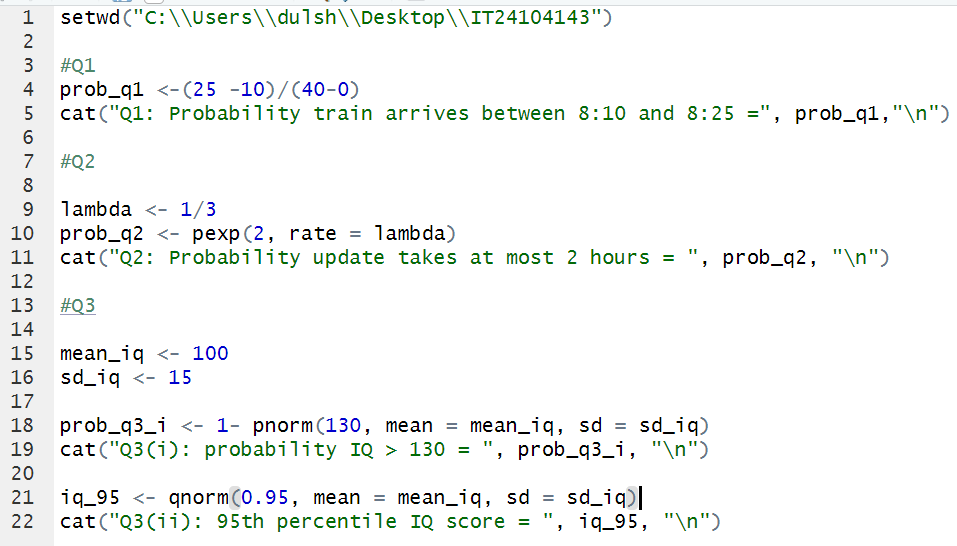 1 setwd("C:\\Users\\dulsh\\Desktop\\IT24104143")
2
3 #Q1
4 prob_q1 <-(25 -10)/(40-0)
5 cat("Q1: Probability train arrives between 8:10 and 8:25 =", prob_q1,"\n")
6
7 #Q2
8
9 lambda <- 1/3
10 prob_q2 <- pexp(2, rate = lambda)
11 cat("Q2: Probability update takes at most 2 hours = ", prob_q2, "\n")
12
13 #Q3
14
15 mean_iq <- 100
16 sd_iq <- 15
17
18 prob_q3_i <- 1- pnorm(130, mean = mean_iq, sd = sd_iq)
19 cat("Q3(i): probability IQ > 130 = ", prob_q3_i, "\n")
20
21 iq_95 <- qnorm(0.95, mean = mean_iq, sd = sd_iq)
22 cat("Q3(ii): 95th percentile IQ score = ", iq_95, "\n")